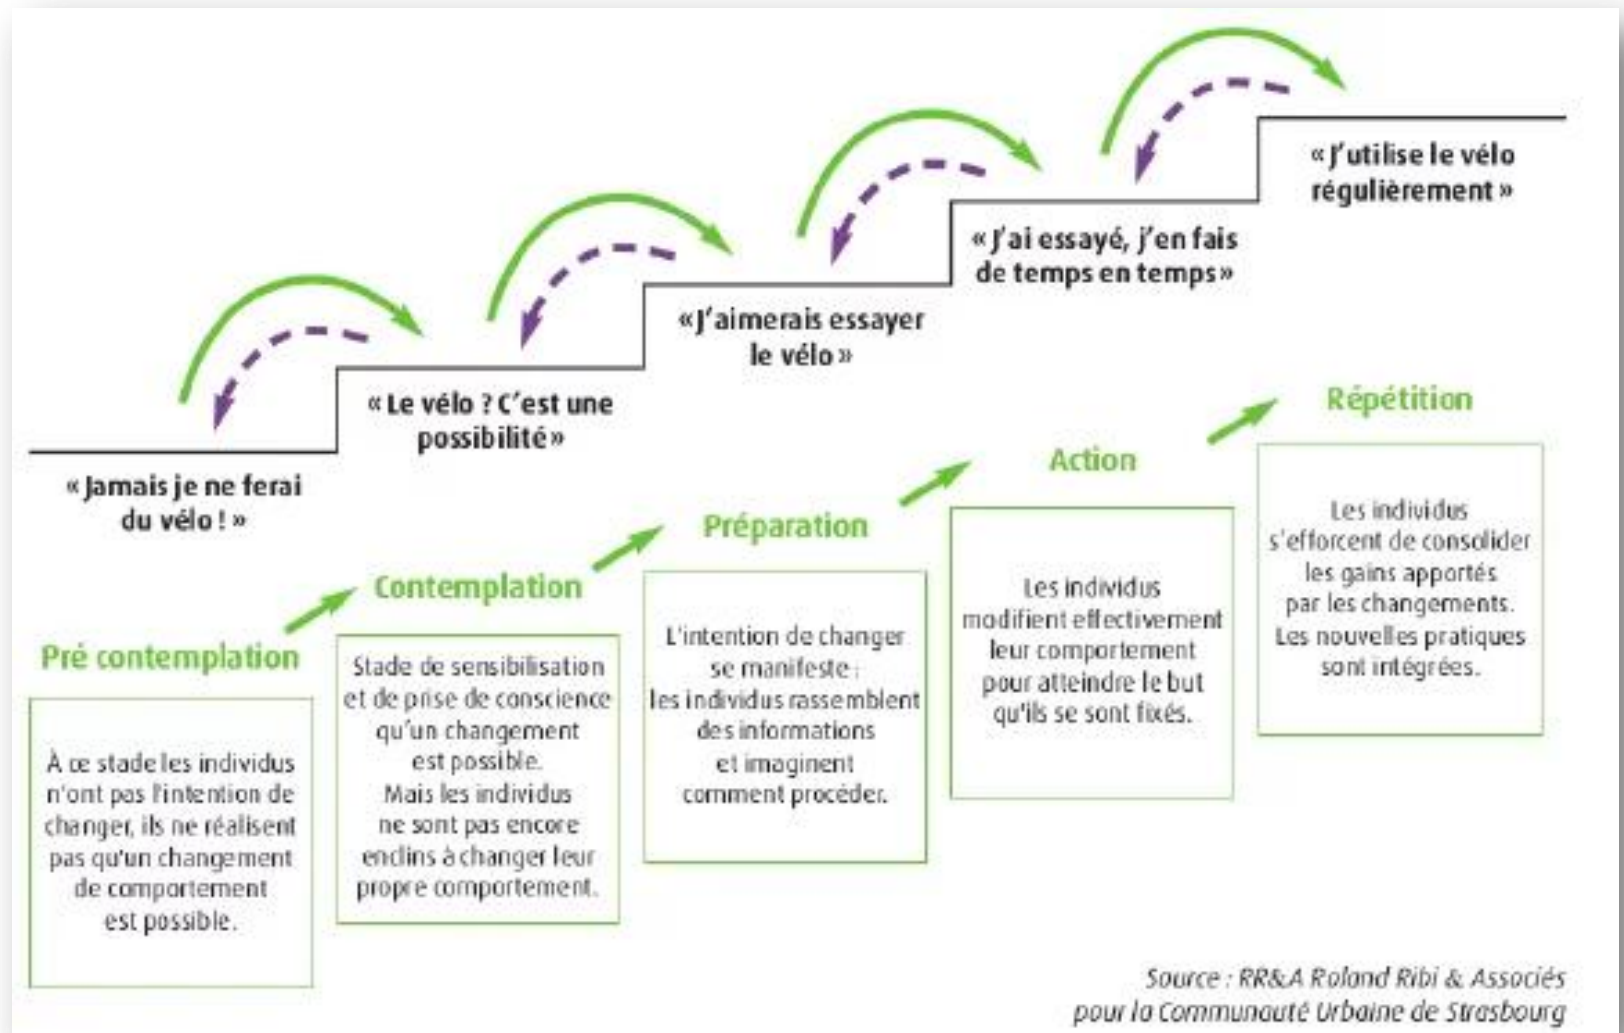 « J'utilise le vélo
régulièrement »
« J'ai essayé, j'en fais
de temps en temps »
« J'aimerais essayer
le vélo »
« Le vélo ? C'est une
possibilité »
« Jamais je ne ferai
du vélo ! »
Pré contemplation
À ce stade les individus
n'ont pas l'intention de
changer, ils ne réalisent
pas qu'un changement
de comportement
est possible.
Contemplation
Stade de sensibilisation
et de prise de conscience
qu'un changement
est possible.
Mais les individus
ne sont pas encore
enclins à changer leur
propre comportement.
Préparation
L'intention de changer
se manifeste :
les individus rassemblent
des informations
et imaginent
comment procéder.
Action
Les individus
modifient effectivement
leur comportement
pour atteindre le but
qu'ils se sont fixés.
Répétition
Les individus
s'efforcent de consolider
les gains apportés
par les changements.
Les nouvelles pratiques
sont intégrées.
Source : RR&A Roland Ribi & Associés
pour la Communauté Urbaine de Strasbourg